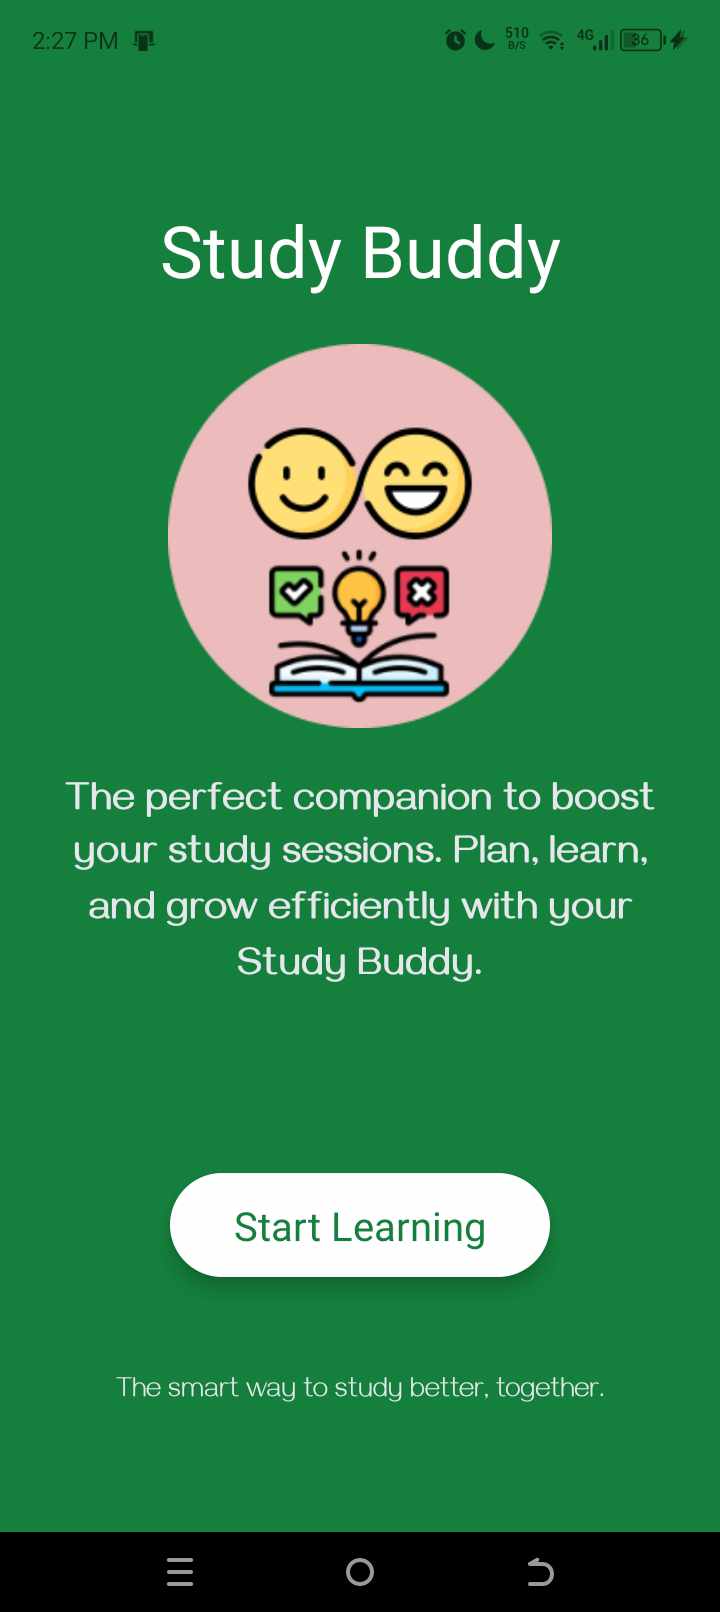 2:27 PM
510
B/S
4G
36
Study Buddy
The perfect companion to boost
your study sessions. Plan, learn,
and grow efficiently with your
Study Buddy.
Start Learning
The smart way to study better, together.